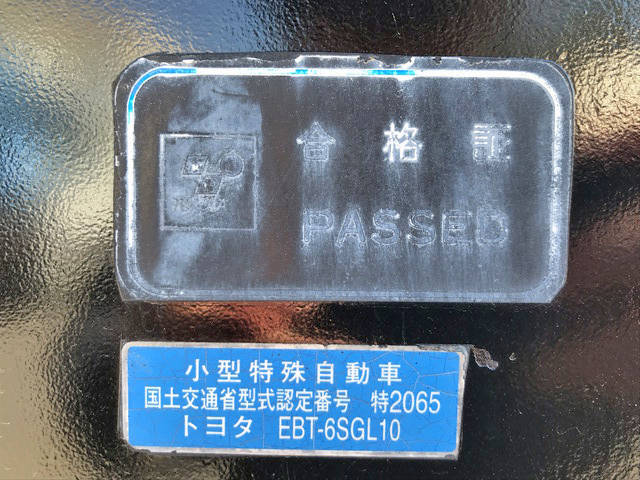 合格証
PASSED
小型特殊自動車
国土交通省型式認定番号 特2065
トヨタ EBT-6SGL10